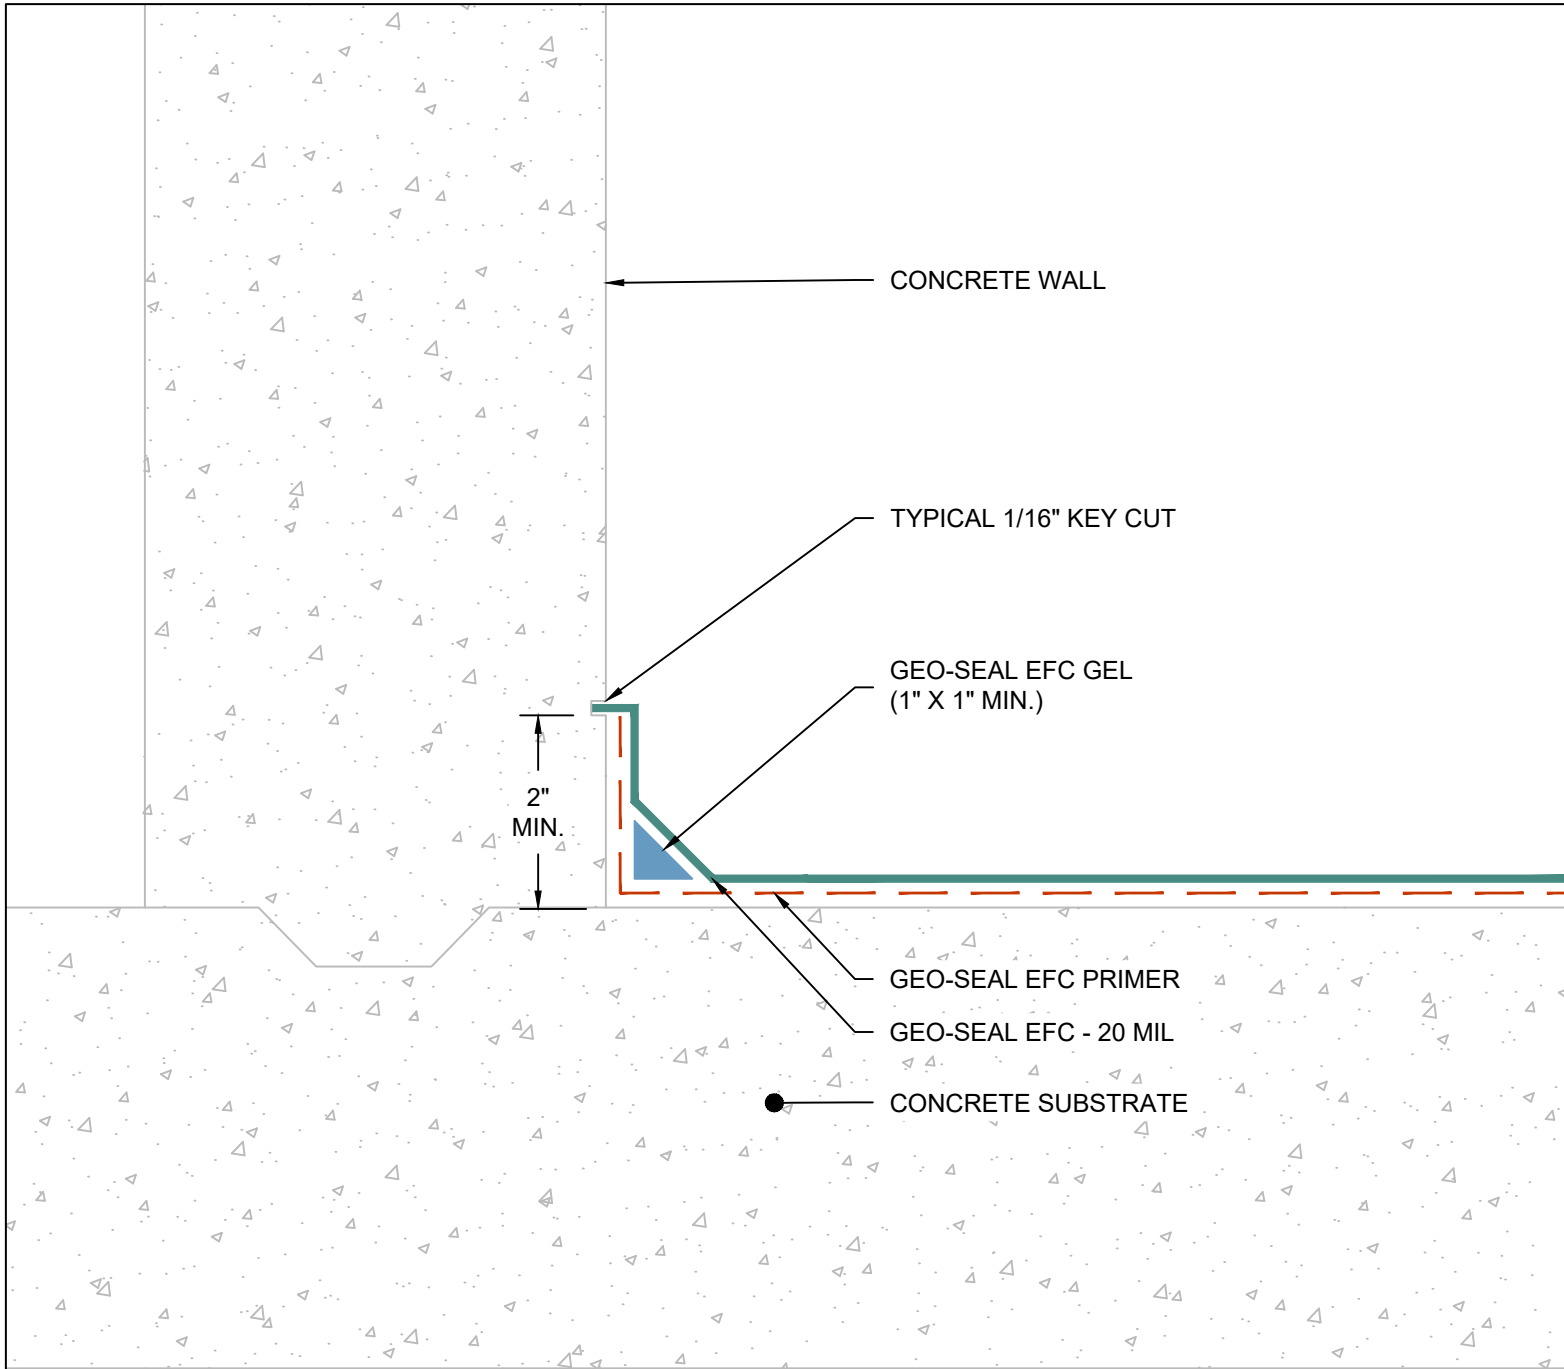 CONCRETE WALL
TYPICAL 1/16" KEY CUT
GEO-SEAL EFC GEL
(1" X 1" MIN.)
2"
MIN.
GEO-SEAL EFC PRIMER
GEO-SEAL EFC - 20 MIL
CONCRETE SUBSTRATE